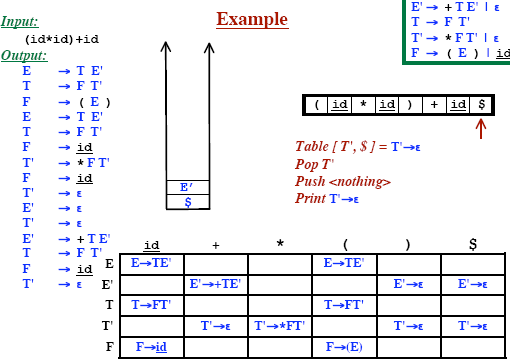 Example
Input:
(id*id)+id
Output:
E → T E'
T → F T'
F → ( E )
E → T E'
T → F T'
F → id
T' → * F T'
F → id
T' → ε
E' → ε
T' → ε
E' → + T E'
T → F T'
F → id
T' → ε
E' → + T E' | ε
T → F T'
T' → * F T' | ε
F → ( E ) | id
( id * id ) + id $
E'
$
Table [ T', $ ] = T'→ε
Pop T'
Push <nothing>
Print T'→ε
id + * ( ) $
E E→TE' E→TE'
E' E'→+TE' E'→ε E'→ε
T T→FT' T→FT'
T' T'→ε T'→*FT' T'→ε T'→ε
F F→id F→(E)